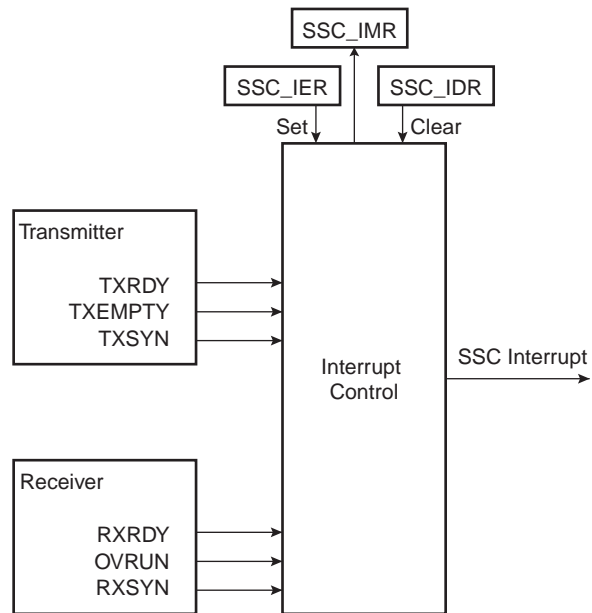 SSC_IMR
SSC_IER
SSC_IDR
Set
Clear
Transmitter
TXRDY
TXEMPTY
TXSYN
Interrupt
Control
SSC Interrupt
Receiver
RXRDY
OVRUN
RXSYN